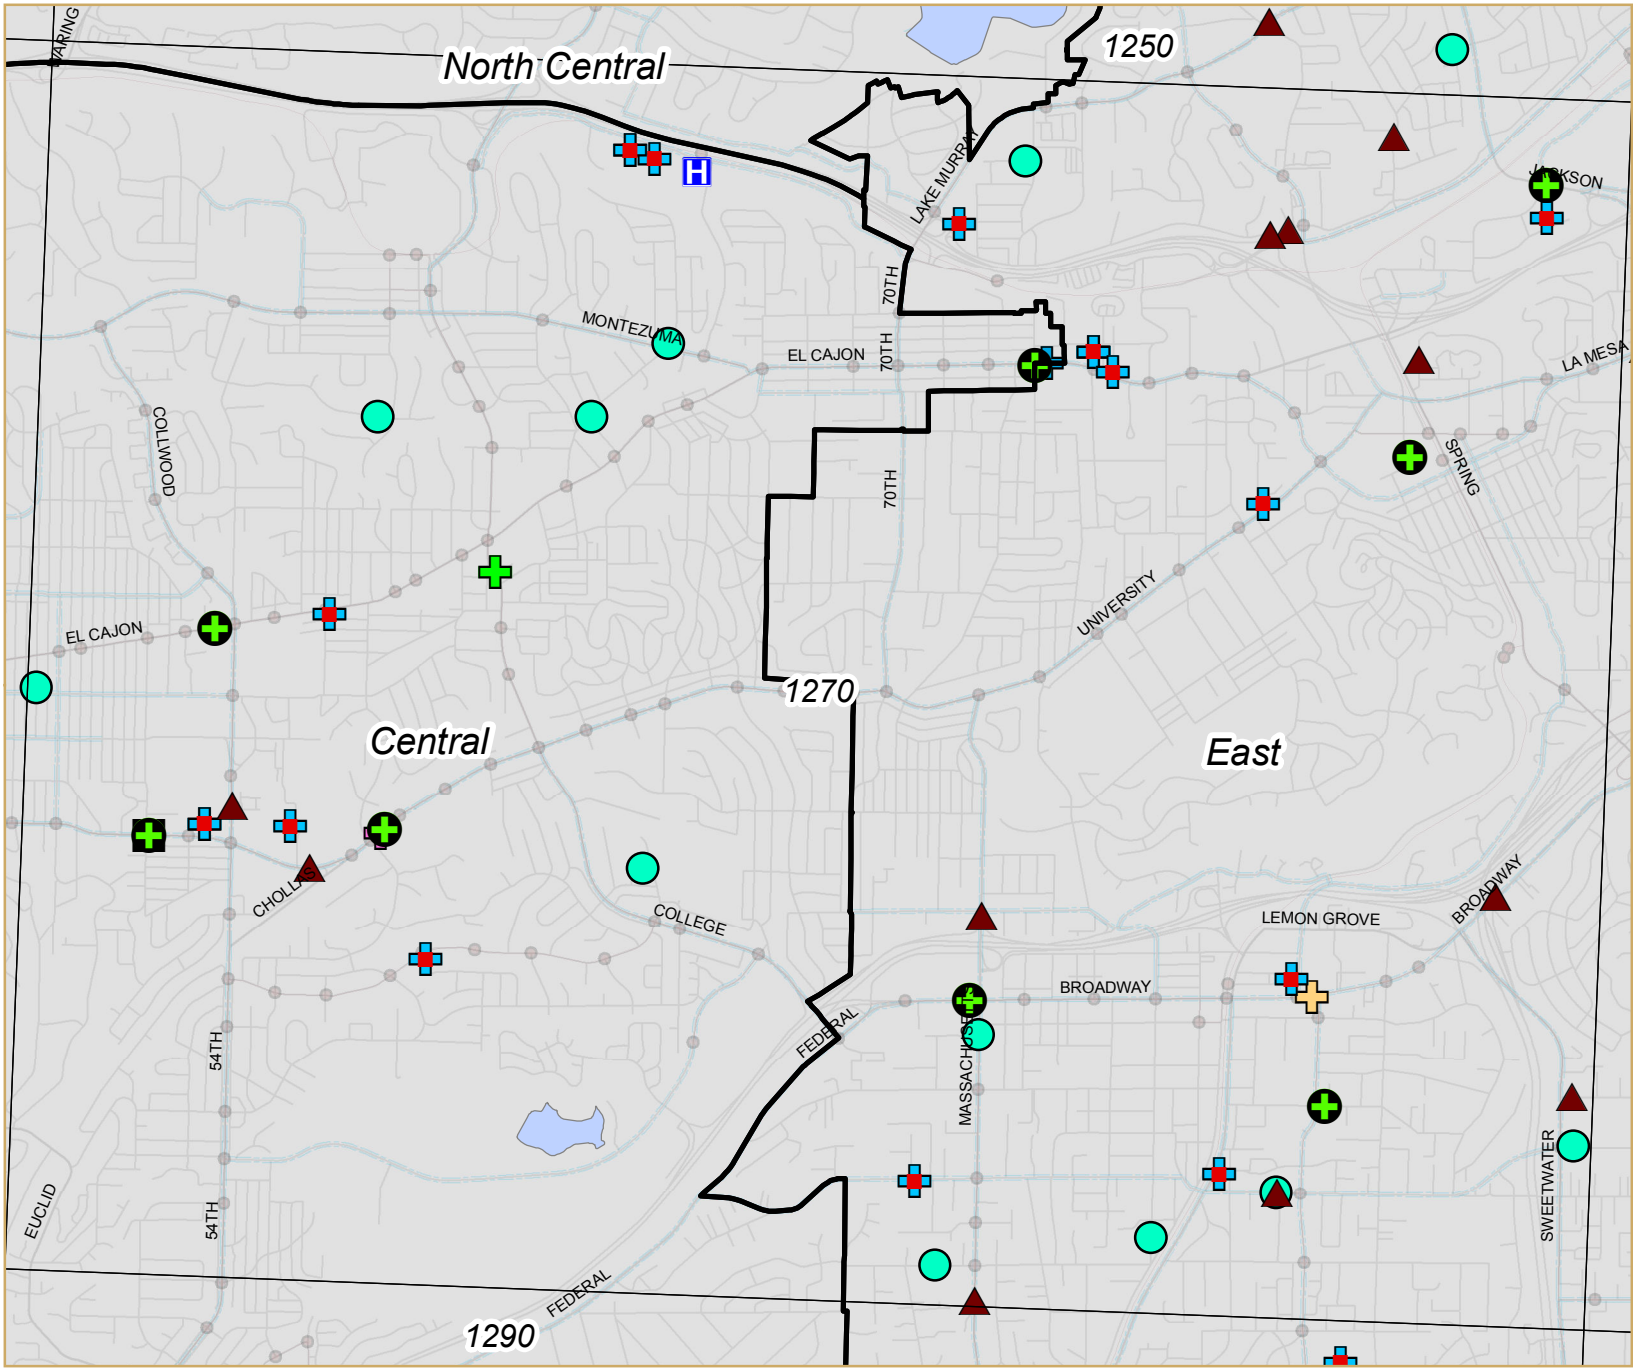 WARING
North Central
1250
H
LAKE MURRAY
JACKSON
70TH
MONTEZUMA
70TH
EL CAJON
LA MESA
COLLWOOD
70TH
SPRING
UNIVERSITY
EL CAJON
1270
Central
East
CHOLLAS
COLLEGE
LEMON GROVE
BROADWAY
BROADWAY
FEDERAL
MASSACHUSETTS
54TH
SWEETWATER
EUCLID
54TH
FEDERAL
1290